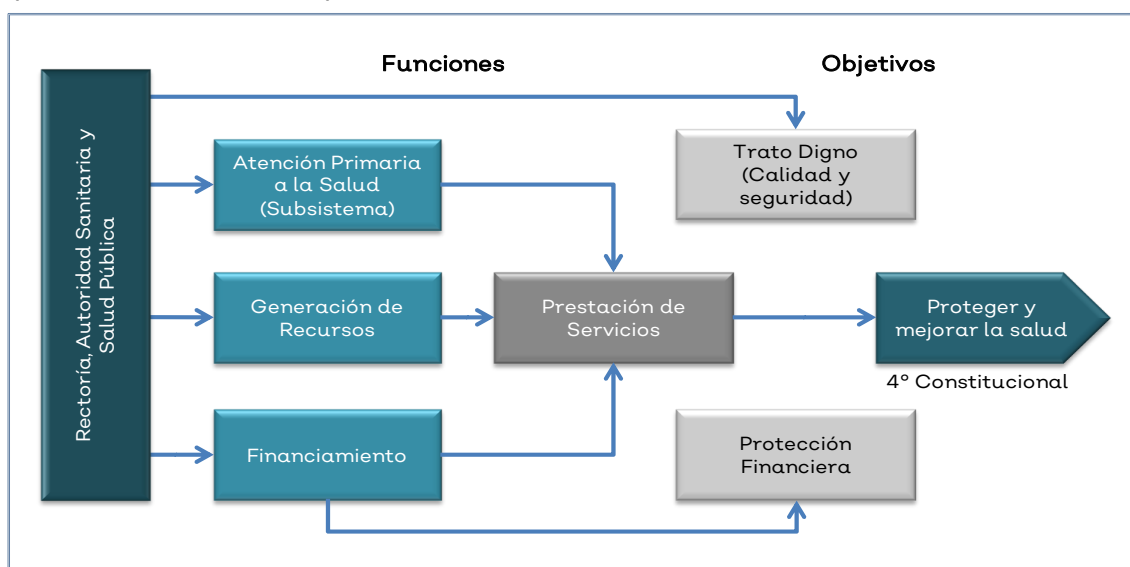 Funciones
Objetivos
Rectoría, Autoridad Sanitaria y
Salud Pública
Atención Primaria
a la Salud
(Subsistema)
Trato Digno
(Calidad y
seguridad)
Generación de
Recursos
Prestación de
Servicios
Proteger y
mejorar la salud
4° Constitucional
Financiamiento
Protección
Financiera